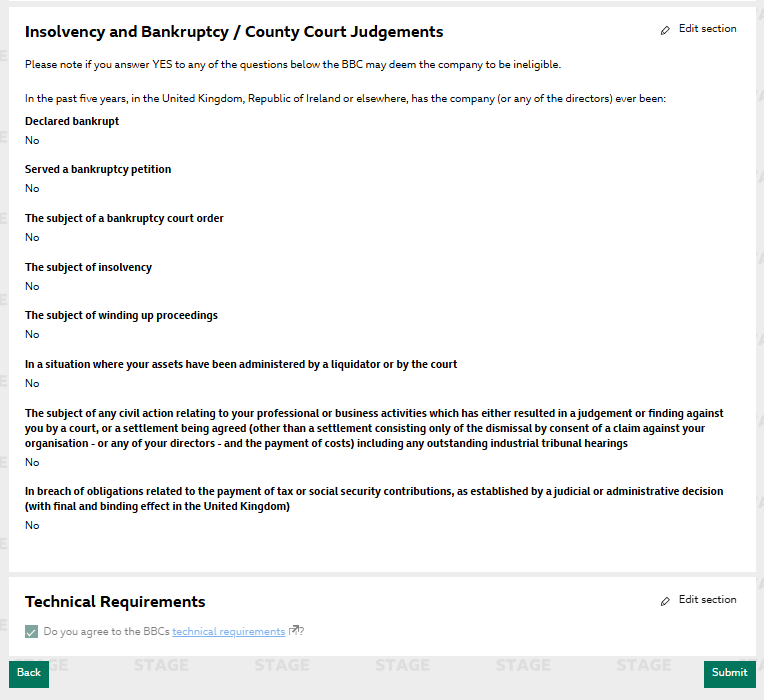 Insolvency and Bankruptcy / County Court Judgements
Edit section
Please note if you answer YES to any of the questions below the BBC may deem the company to be ineligible.
In the past five years, in the United Kingdom, Republic of Ireland or elsewhere, has the company (or any of the directors) ever been:
Declared bankrupt
No
Served a bankruptcy petition
No
The subject of a bankruptcy court order
No
The subject of insolvency
No
The subject of winding up proceedings
No
In a situation where your assets have been administered by a liquidator or by the court
No
The subject of any civil action relating to your professional or business activities which has either resulted in a judgement or finding against
you by a court, or a settlement being agreed (other than a settlement consisting only of the dismissal by consent of a claim against your
organisation - or any of your directors - and the payment of costs) including any outstanding industrial tribunal hearings
No
In breach of obligations related to the payment of tax or social security contributions, as established by a judicial or administrative decision
(with final and binding effect in the United Kingdom)
No
Technical Requirements
Edit section
Do you agree to the BBCs technical requirements ?
STAGE STAGE STAGE STAGE STAGE
Back
Submit